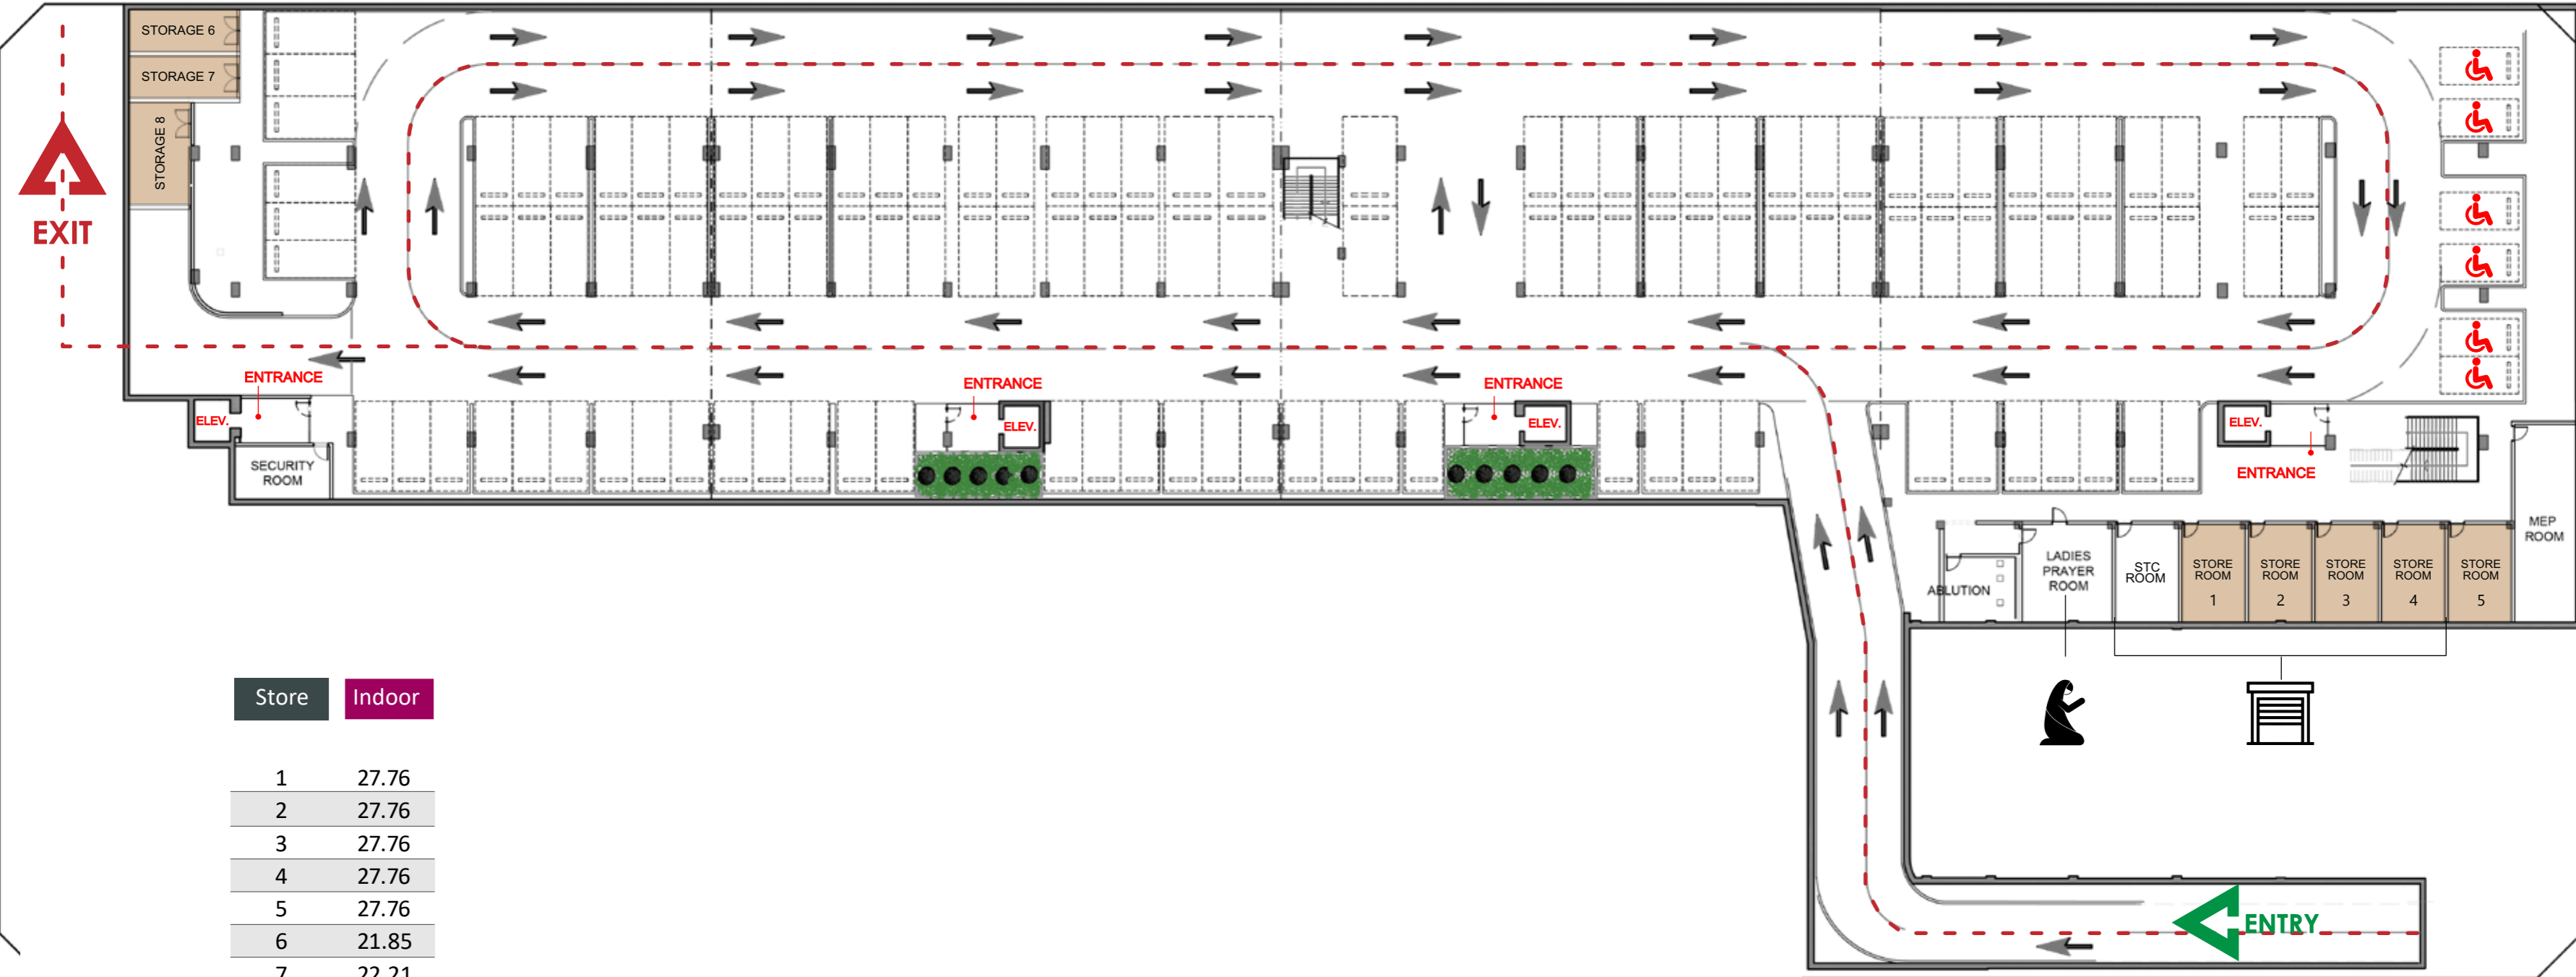 STORAGE 6
STORAGE 7
STORAGE 8
EXIT
ENTRANCE
ELEV.
SECURITY
ROOM
ENTRANCE
ELEV.
ENTRANCE
ELEV.
ELEV.
ENTRANCE
MEP
ROOM
ABLUTION
LADIES
PRAYER
ROOM
STC
ROOM
STORE
ROOM
1
STORE
ROOM
2
STORE
ROOM
3
STORE
ROOM
4
STORE
ROOM
5
ENTRY
Store Indoor
1 27.76
2 27.76
3 27.76
4 27.76
5 27.76
6 21.85
7 22.21